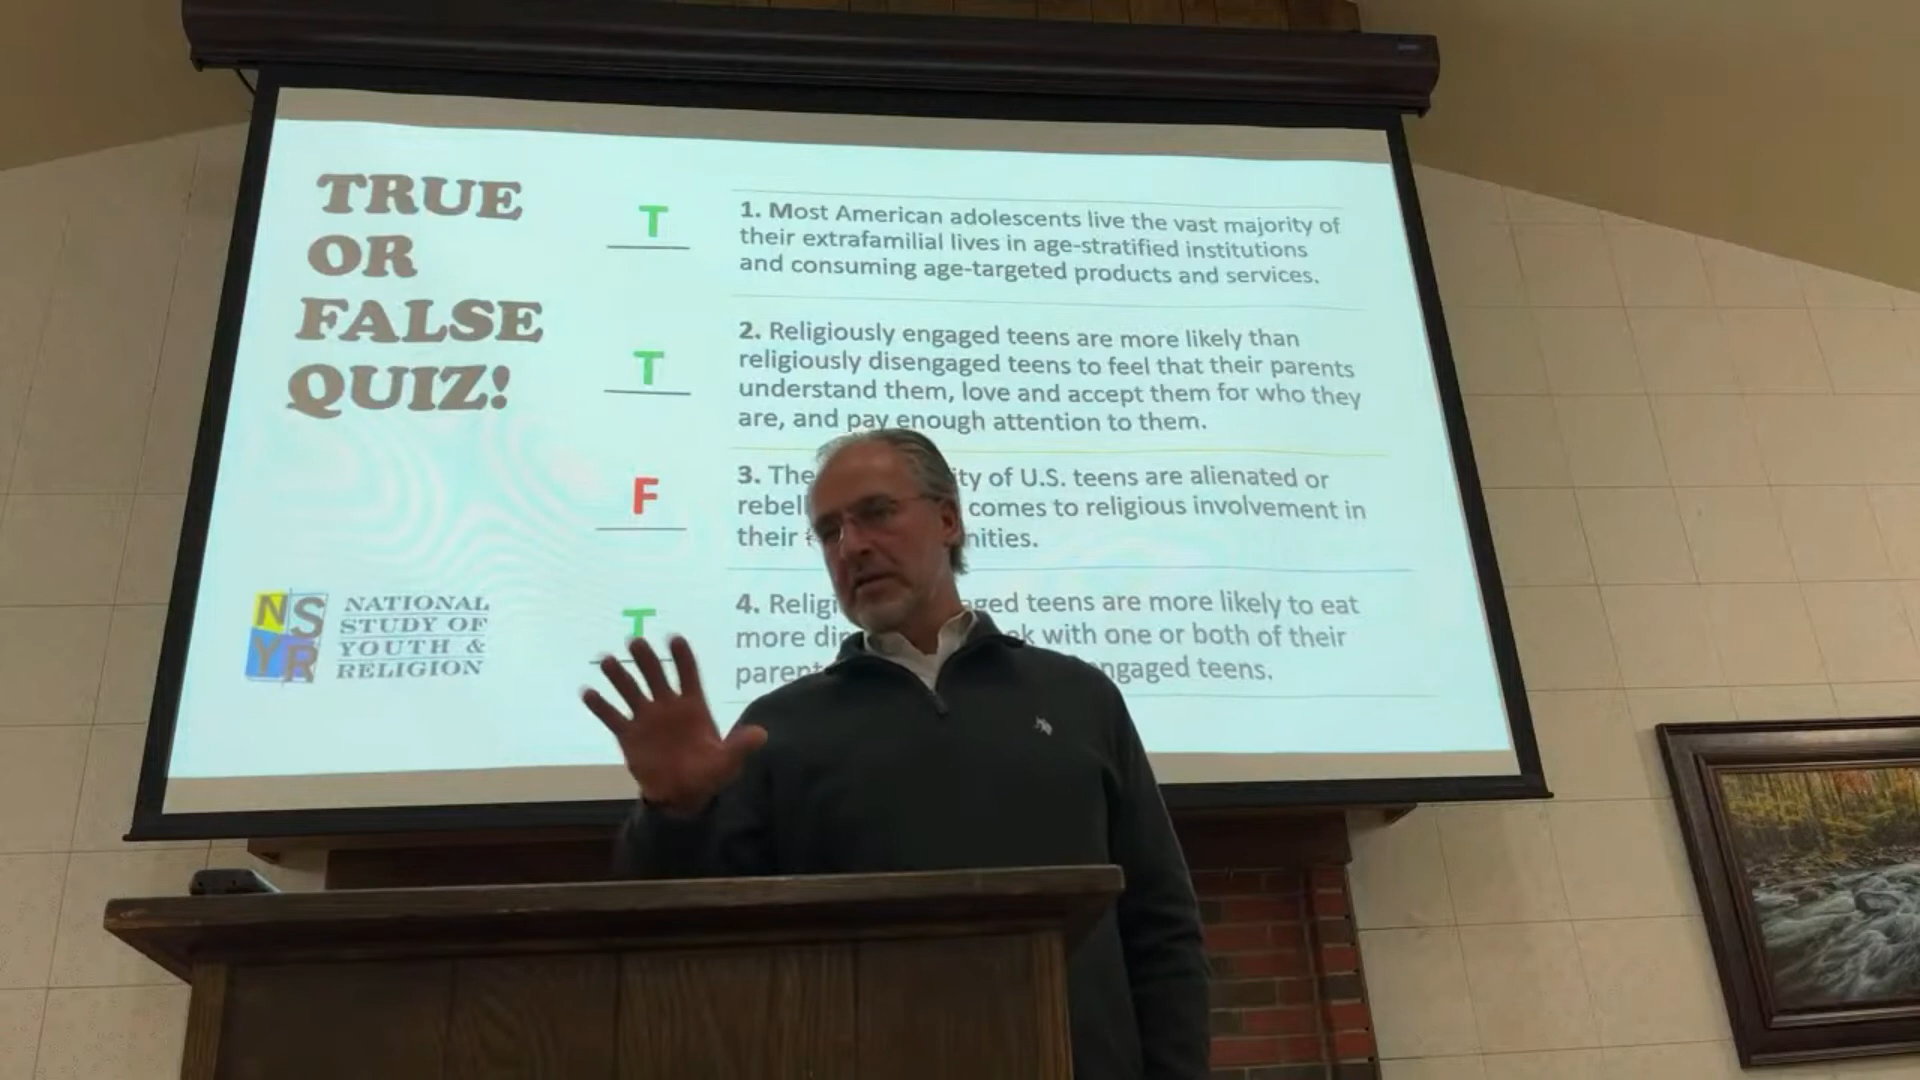 TRUE
OR
FALSE
QUIZ!
T
1. Most American adolescents live the vast majority of
their extrafamilial lives in age-stratified institutions
and consuming age-targeted products and services.
T
2. Religiously engaged teens are more likely than
religiously disengaged teens to feel that their parents
understand them, love and accept them for who they
are, and pay enough attention to them.
F
3. The ity of U.S. teens are alienated or
rebell comes to religious involvement in
their nities.
T
4. Religi aged teens are more likely to eat
more din ek with one or both of their
parent ngaged teens.
NS
YR
NATIONAL
STUDY OF
YOUTH &
RELIGION